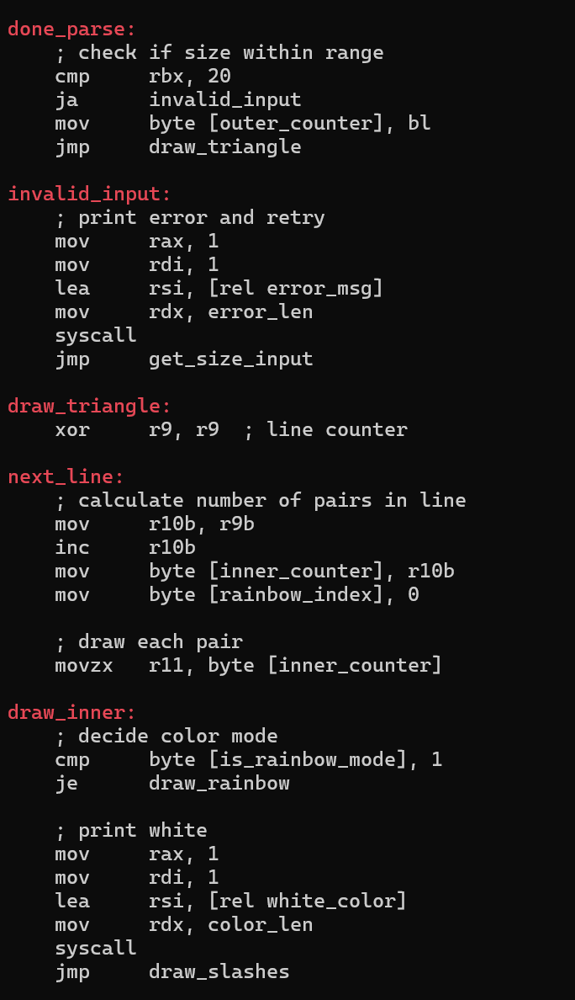 done_parse:
    ; check if size within range
    cmp     rbx, 20
    ja      invalid_input
    mov     byte [outer_counter], bl
    jmp     draw_triangle

invalid_input:
    ; print error and retry
    mov     rax, 1
    mov     rdi, 1
    lea     rsi, [rel error_msg]
    mov     rdx, error_len
    syscall
    jmp     get_size_input

draw_triangle:
    xor     r9, r9  ; line counter

next_line:
    ; calculate number of pairs in line
    mov     r10b, r9b
    inc     r10b
    mov     byte [inner_counter], r10b
    mov     byte [rainbow_index], 0

    ; draw each pair
    movzx   r11, byte [inner_counter]

draw_inner:
    ; decide color mode
    cmp     byte [is_rainbow_mode], 1
    je      draw_rainbow

    ; print white
    mov     rax, 1
    mov     rdi, 1
    lea     rsi, [rel white_color]
    mov     rdx, color_len
    syscall
    jmp     draw_slashes